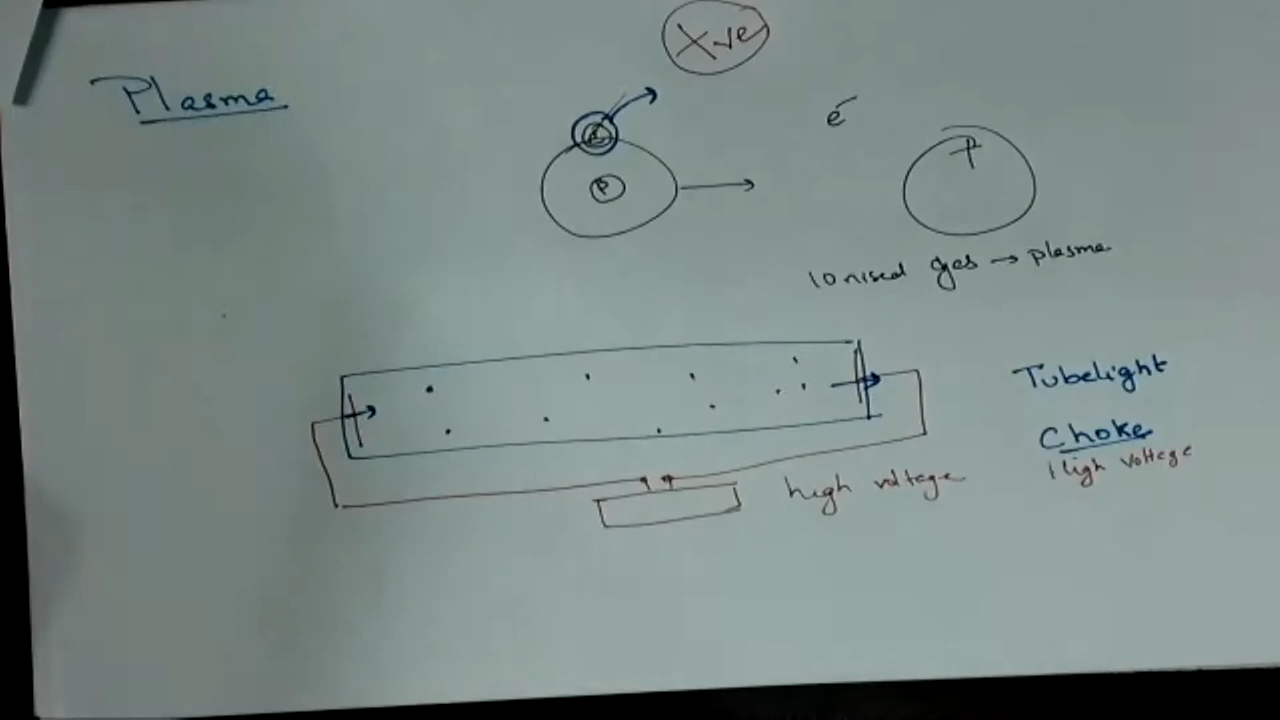 Plasma
X-ve
e
P
e⁻
P
Ionised gas → plasma
Tubelight
Choke
High Voltage
high voltage